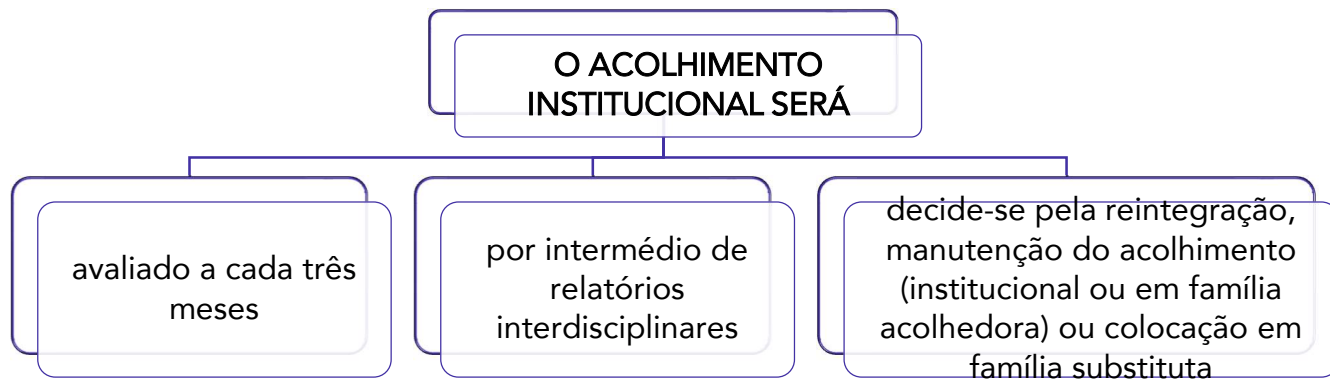 O ACOLHIMENTO
INSTITUCIONAL SERÁ
avaliado a cada três
meses
por intermédio de
relatórios
interdisciplinares
decide-se pela reintegração,
manutenção do acolhimento
(institucional ou em família
acolhedora) ou colocação em
família substituta